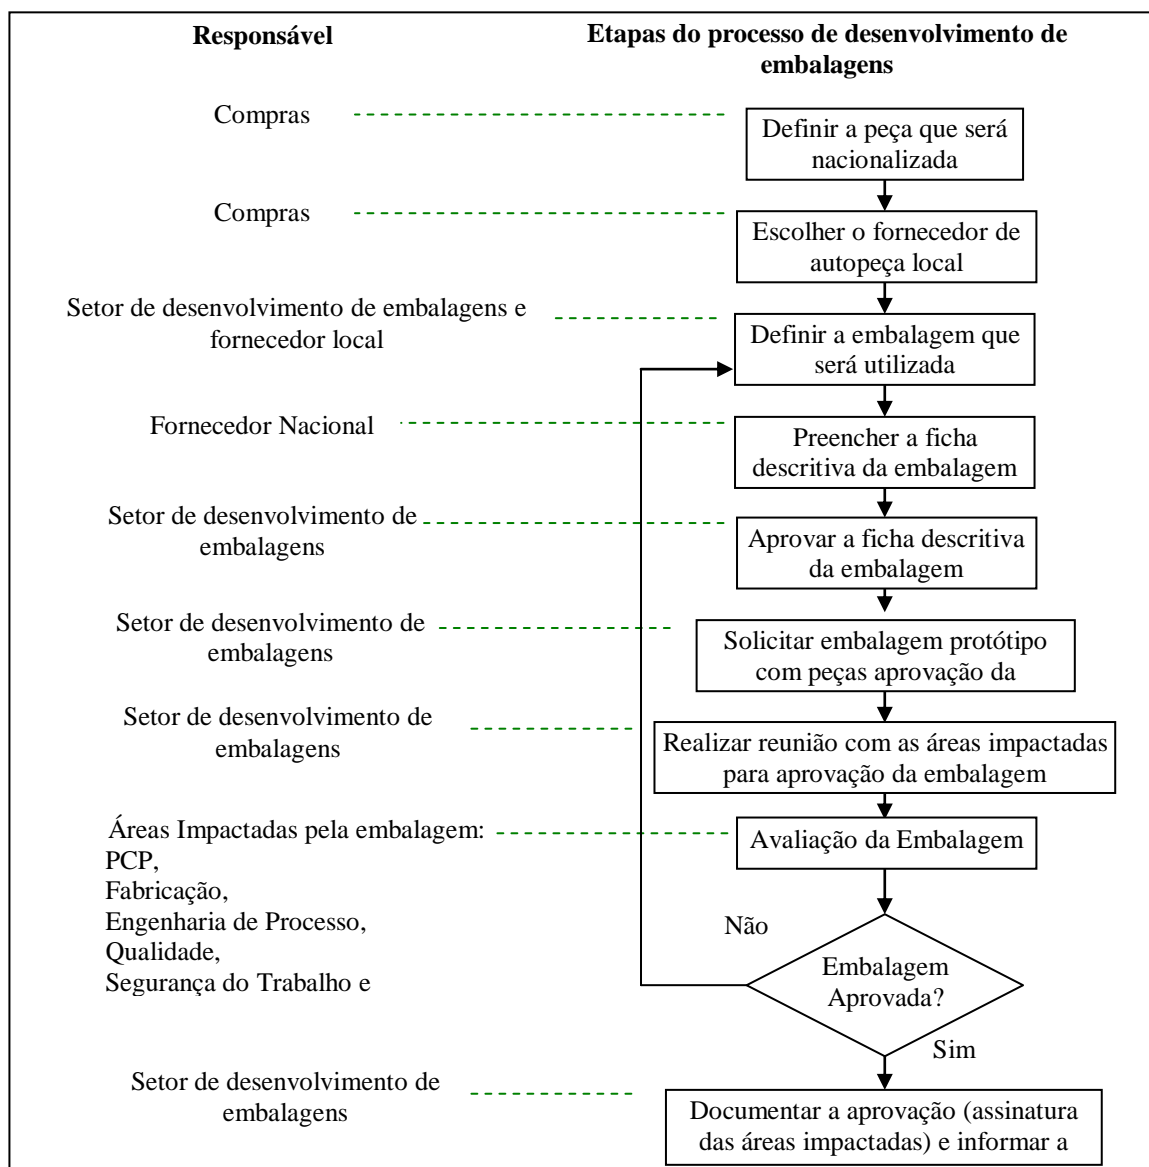 Responsável
Etapas do processo de desenvolvimento de
embalagens
Compras
Definir a peça que será
nacionalizada
Compras
Escolher o fornecedor de
autopeça local
Setor de desenvolvimento de embalagens e
fornecedor local
Definir a embalagem que
será utilizada
Fornecedor Nacional
Preencher a ficha
descritiva da embalagem
Setor de desenvolvimento de
embalagens
Aprovar a ficha descritiva
da embalagem
Setor de desenvolvimento de
embalagens
Solicitar embalagem protótipo
com peças aprovação da
Setor de desenvolvimento de
embalagens
Realizar reunião com as áreas impactadas
para aprovação da embalagem
Áreas Impactadas pela embalagem:
PCP,
Fabricação,
Engenharia de Processo,
Qualidade,
Segurança do Trabalho e
Avaliação da Embalagem
Não
Embalagem
Aprovada?
Sim
Setor de desenvolvimento de
embalagens
Documentar a aprovação (assinatura
das áreas impactadas) e informar a